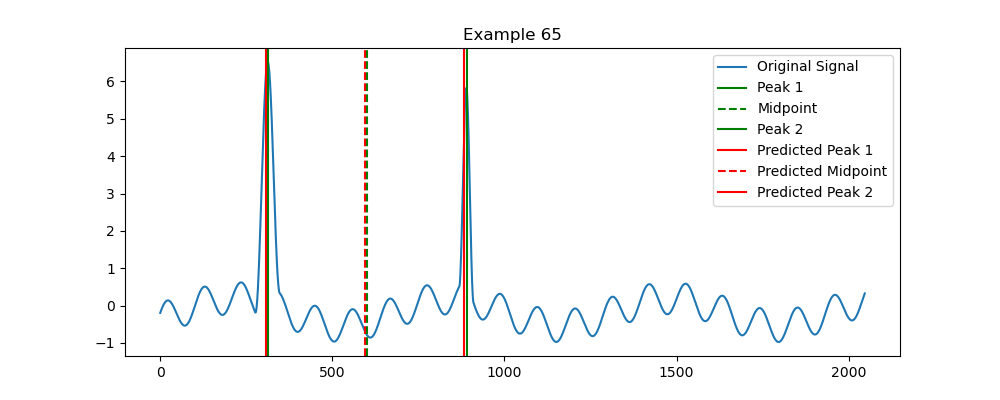 Example 65
Original Signal
Peak 1
Midpoint
Peak 2
Predicted Peak 1
Predicted Midpoint
Predicted Peak 2
6
5
4
3
2
1
0
−1
0 500 1000 1500 2000